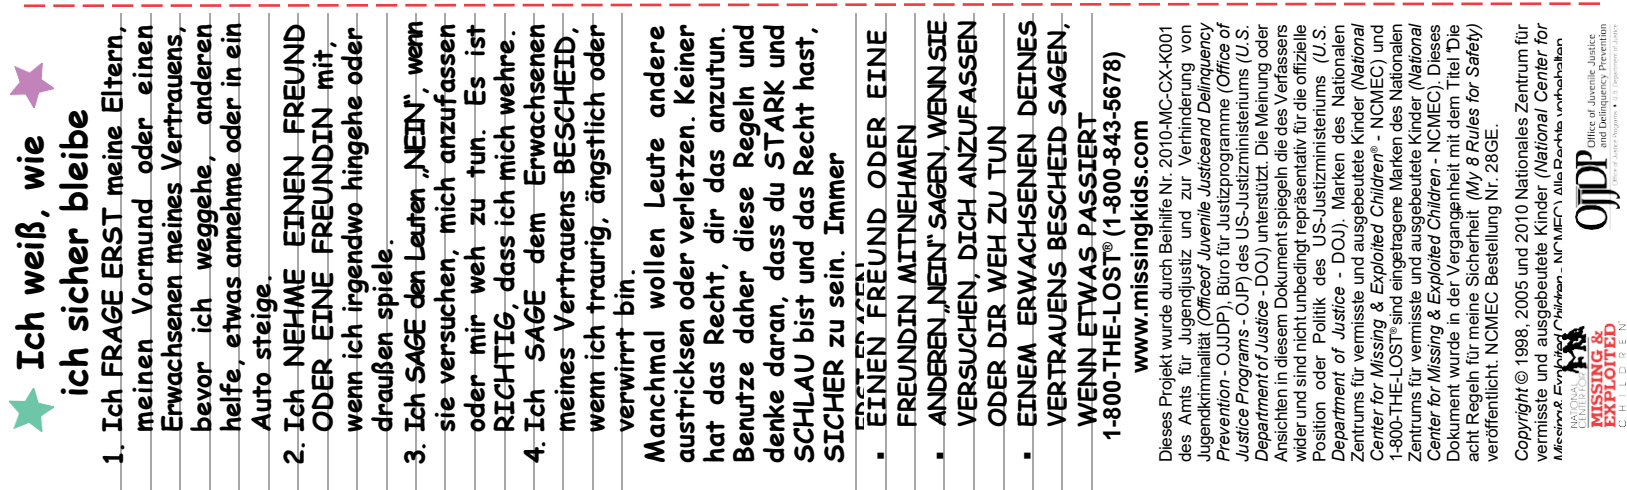 Ich weiß, wie
ich sicher bleibe
1. Ich FRAGE ERST meine Eltern,
meinen Vormund oder einen
Erwachsenen meines Vertrauens,
bevor ich weggehe, anderen
helfe, etwas annehme oder in ein
Auto steige.
2. Ich NEHME EINEN FREUND
ODER EINE FREUNDIN mit,
wenn ich irgendwo hingehe oder
draußen spiele.
3. Ich SAGE den Leuten „NEIN“, wenn
sie versuchen, mich anzufassen
oder mir weh zu tun. Es ist
RICHTIG, dass ich mich wehre.
4. Ich SAGE dem Erwachsenen
meines Vertrauens BESCHEID,
wenn ich traurig, ängstlich oder
verwirrt bin.
Manchmal wollen Leute andere
austricksen oder verletzen. Keiner
hat das Recht, dir das anzutun.
Benutze daher diese Regeln und
denke daran, dass du STARK und
SCHLAU bist und das Recht hast,
SICHER zu sein. Immer
ERST FRAGEN
▪ EINEN FREUND ODER EINE
FREUNDIN MITNEHMEN
▪ ANDEREN „NEIN“ SAGEN, WENN SIE
VERSUCHEN, DICH ANZUFASSEN
ODER DIR WEH ZU TUN
▪ EINEM ERWACHSENEN DEINES
VERTRAUENS BESCHEID SAGEN,
WENN ETWAS PASSIERT
1-800-THE-LOST® (1-800-843-5678)
www.missingkids.com
Dieses Projekt wurde durch Beihilfe Nr. 2010-MC-CX-K001
des Amts für Jugendjustiz und zur Verhinderung von
Jugendkriminalität (Officeof Juvenile Justiceand Delinquency
Prevention - OJJDP), Büro für Justizprogramme (Office of
Justice Programs - OJP) des US-Justizministeriums (U.S.
Department of Justice - DOJ) unterstützt. Die Meinung oder
Ansichten in diesem Dokument spiegeln die des Verfassers
wider und sind nicht unbedingt repräsentativ für die offizielle
Position oder Politik des US-Justizministeriums (U.S.
Department of Justice - DOJ). Marken des Nationalen
Zentrums für vermisste und ausgebeutete Kinder (National
Center for Missing & Exploited Children® - NCMEC) und
1-800-THE-LOST® sind eingetragene Marken des Nationalen
Zentrums für vermisste und ausgebeutete Kinder (National
Center for Missing & Exploited Children - NCMEC). Dieses
Dokument wurde in der Vergangenheit mit dem Titel "Die
acht Regeln für meine Sicherheit (My 8 Rules for Safety)
veröffentlicht. NCMEC Bestellung Nr. 28GE.
Copyright © 1998, 2005 und 2010 Nationales Zentrum für
vermisste und ausgebeutete Kinder (National Center for
Missing& Exploited Children - NCMEC) Alle Rechte vorbehalten
NATIONAL
CENTER FOR
MISSING &
EXPLOITED
CHILDREN
OJJDP
Office of Juvenile Justice
and Delinquency Prevention
Office of Justice Programs • U.S. Department of Justice